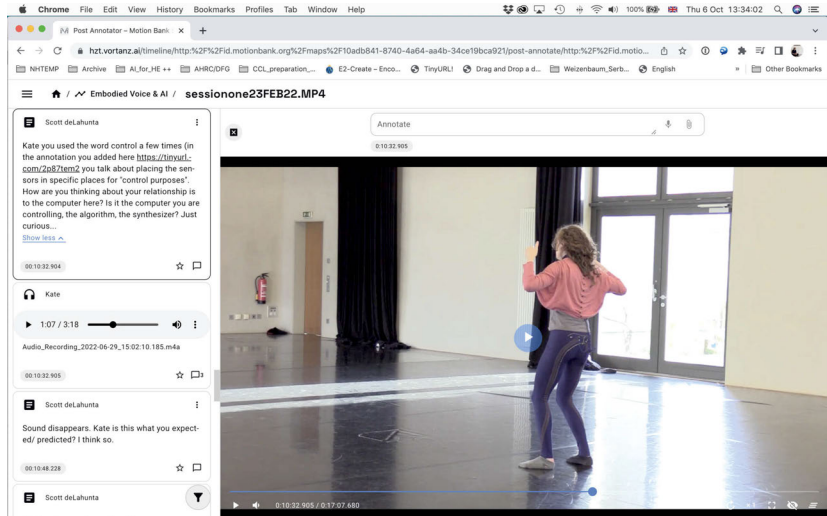 Chrome File Edit View History Bookmarks Profiles Tab Window Help 100% Thu 6 Oct 13:34:02
Post Annotator – Motion Bank
hzt.vortanz.ai/timeline/http:%2F%2Fid.motionbank.org%2Fmaps%2F10adb841-8740-4a64-aa4b-34ce19bca921/post-annotate/http:%2F%2Fid.motio...
NHTEMP Archive AI_for_HE ++ AHRC/DFG CCL_preparation_... E2-Create – Enco... TinyURL! Drag and Drop a d... Weizenbaum_Serb... English » Other Bookmarks
/ Embodied Voice & AI / sessionone23FEB22.MP4
Scott deLahunta
Kate you used the word control a few times (in
the annotation you added here https://tinyurl.-
com/2p87tem2 you talk about placing the sen-
sors in specific places for "control purposes".
How are you thinking about your relationship is
to the computer here? Is it the computer you are
controlling, the algorithm, the synthesizer? Just
curious...
Show less
00:10:32.904
Kate
1:07 / 3:18
Audio_Recording_2022-06-29_15:02:10.185.m4a
00:10:32.905 3
Scott deLahunta
Sound disappears. Kate is this what you expect-
ed/ predicted? I think so.
00:10:48.228
Scott deLahunta
Annotate
0:10:32.905
0:10:32.905 / 0:17:07.680